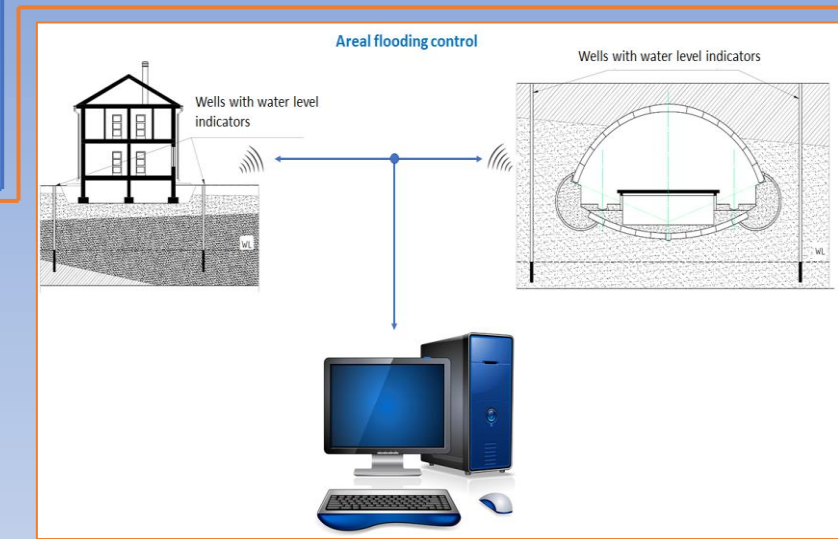 Areal flooding control
Wells with water level indicators
Wells with water level
indicators
WL
WL